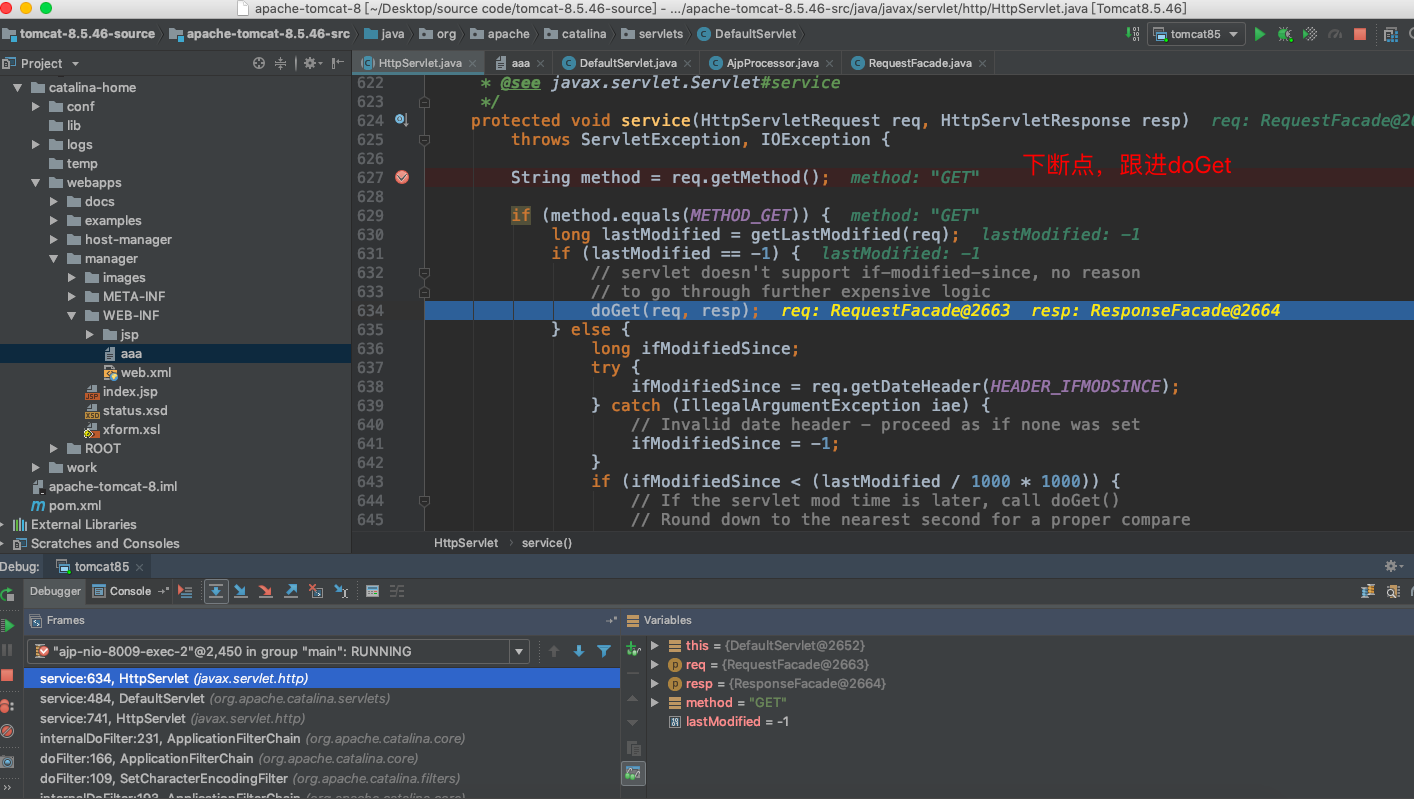 apache-tomcat-8 [~/Desktop/source code/tomcat-8.5.46-source] - .../apache-tomcat-8.5.46-src/java/javax/servlet/http/HttpServlet.java [Tomcat8.5.46]
tomcat-8.5.46-source apache-tomcat-8.5.46-src java org apache catalina servlets DefaultServlet tomcat85
Project HttpServlet.java aaa DefaultServlet.java AjpProcessor.java RequestFacade.java
catalina-home
conf
lib
logs
temp
webapps
docs
examples
host-manager
manager
images
META-INF
WEB-INF
jsp
aaa
web.xml
index.jsp
status.xsd
xform.xsl
ROOT
work
apache-tomcat-8.iml
pom.xml
External Libraries
Scratches and Consoles
622 * @see javax.servlet.Servlet#service
623 */
624 protected void service(HttpServletRequest req, HttpServletResponse resp) req: RequestFacade@26
625 throws ServletException, IOException {
626
下断点，跟进doGet
627 String method = req.getMethod(); method: "GET"
628
629 if (method.equals(METHOD_GET)) { method: "GET"
630 long lastModified = getLastModified(req); lastModified: -1
631 if (lastModified == -1) { lastModified: -1
632 // servlet doesn't support if-modified-since, no reason
633 // to go through further expensive logic
634 doGet(req, resp); req: RequestFacade@2663 resp: ResponseFacade@2664
635 } else {
636 long ifModifiedSince;
637 try {
638 ifModifiedSince = req.getDateHeader(HEADER_IFMODSINCE);
639 } catch (IllegalArgumentException iae) {
640 // Invalid date header - proceed as if none was set
641 ifModifiedSince = -1;
642 }
643 if (ifModifiedSince < (lastModified / 1000 * 1000)) {
644 // If the servlet mod time is later, call doGet()
645 // Round down to the nearest second for a proper compare
HttpServlet › service()
Debug: tomcat85
Debugger Console
Frames
"ajp-nio-8009-exec-2"@2,450 in group "main": RUNNING
service:634, HttpServlet (javax.servlet.http)
service:484, DefaultServlet (org.apache.catalina.servlets)
service:741, HttpServlet (javax.servlet.http)
internalDoFilter:231, ApplicationFilterChain (org.apache.catalina.core)
doFilter:166, ApplicationFilterChain (org.apache.catalina.core)
doFilter:109, SetCharacterEncodingFilter (org.apache.catalina.filters)
internalDoFilter:193, ApplicationFilterChain (org.apache.catalina.core)
Variables
this = {DefaultServlet@2652}
req = {RequestFacade@2663}
resp = {ResponseFacade@2664}
method = "GET"
lastModified = -1